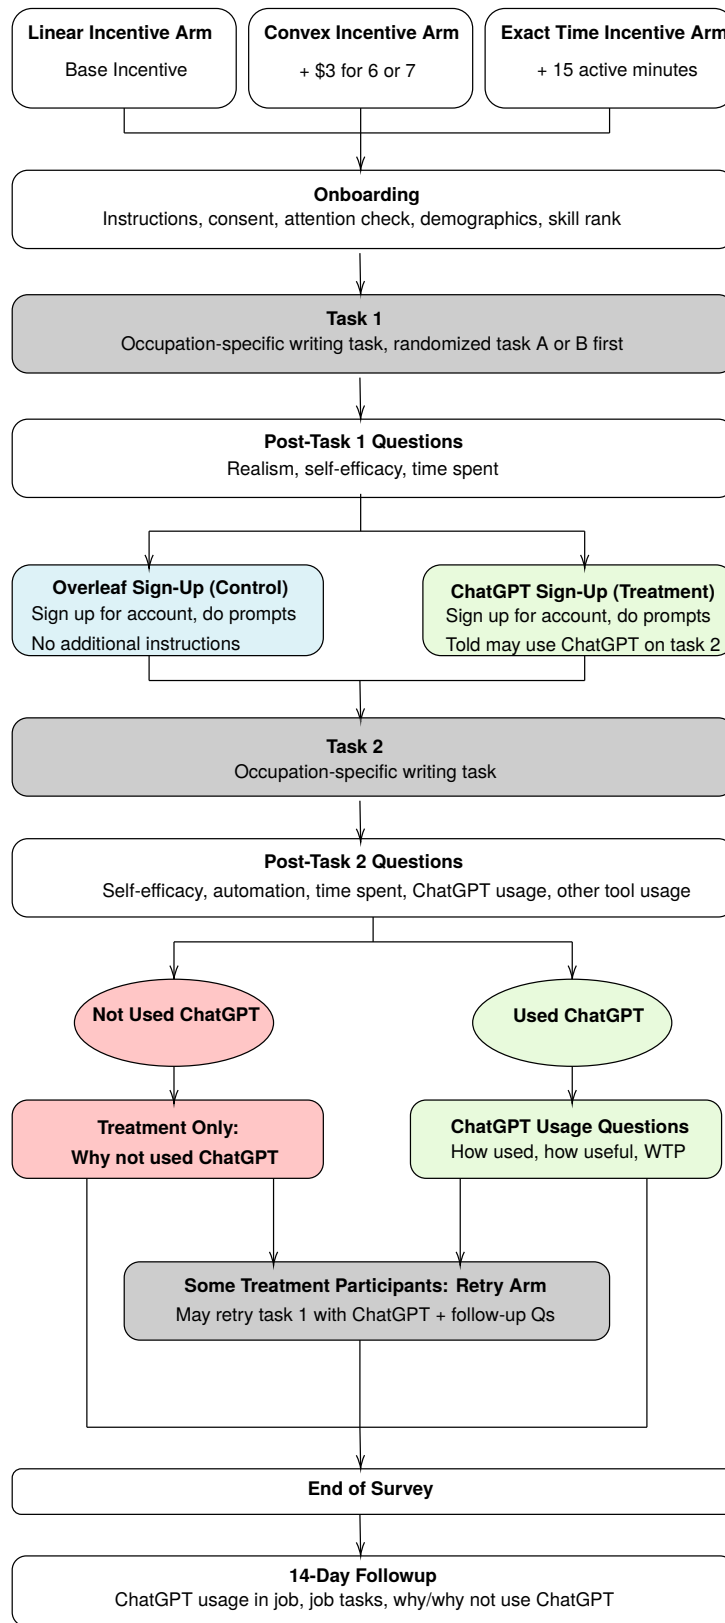 Linear Incentive Arm
Base Incentive
Convex Incentive Arm
+ $3 for 6 or 7
Exact Time Incentive Arm
+ 15 active minutes
Onboarding
Instructions, consent, attention check, demographics, skill rank
Task 1
Occupation-specific writing task, randomized task A or B first
Post-Task 1 Questions
Realism, self-efficacy, time spent
Overleaf Sign-Up (Control)
Sign up for account, do prompts
No additional instructions
ChatGPT Sign-Up (Treatment)
Sign up for account, do prompts
Told may use ChatGPT on task 2
Task 2
Occupation-specific writing task
Post-Task 2 Questions
Self-efficacy, automation, time spent, ChatGPT usage, other tool usage
Not Used ChatGPT
Used ChatGPT
Treatment Only:
Why not used ChatGPT
ChatGPT Usage Questions
How used, how useful, WTP
Some Treatment Participants: Retry Arm
May retry task 1 with ChatGPT + follow-up Qs
End of Survey
14-Day Followup
ChatGPT usage in job, job tasks, why/why not use ChatGPT